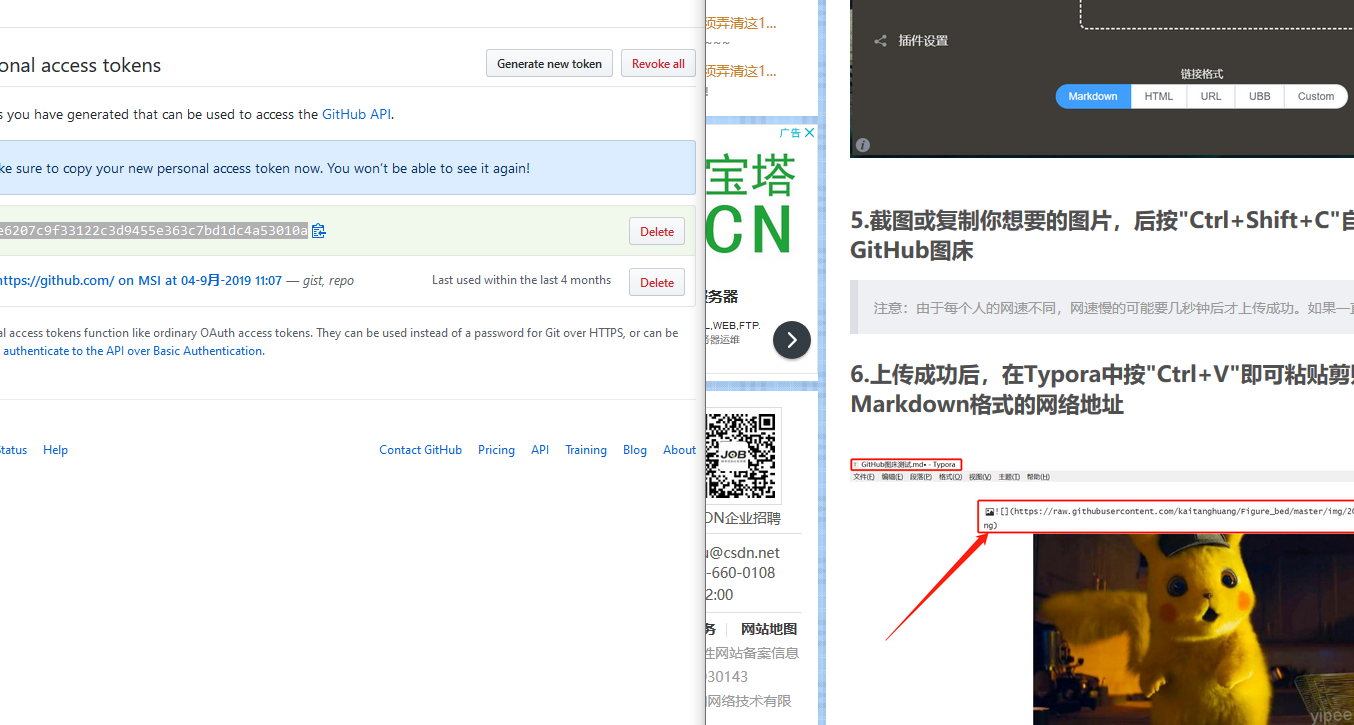 onal access tokens
Generate new token
Revoke all
s you have generated that can be used to access the GitHub API.
ke sure to copy your new personal access token now. You won't be able to see it again!
e6207c9f33122c3d9455e363c7bd1dc4a53010a
Delete
https://github.com/ on MSI at 04-9月-2019 11:07 — gist, repo
Last used within the last 4 months
Delete
al access tokens function like ordinary OAuth access tokens. They can be used instead of a password for Git over HTTPS, or can be
authenticate to the API over Basic Authentication.
Status
Help
Contact GitHub
Pricing
API
Training
Blog
About
须弄清这1...
~~~
须弄清这1...
!
广告
宝塔
CN
务器
L,WEB,FTP.
务器运维
JOB
DN企业招聘
u@csdn.net
-660-0108
2:00
务
网站地图
性网站备案信息
030143
网络技术有限
插件设置
链接格式
Markdown
HTML
URL
UBB
Custom
5.截图或复制你想要的图片，后按"Ctrl+Shift+C"自
GitHub图床
注意：由于每个人的网速不同，网速慢的可能要几秒钟后才上传成功。如果一直
6.上传成功后，在Typora中按"Ctrl+V"即可粘贴剪贴
Markdown格式的网络地址
GitHub图床测试.md• - Typora
文件(F) 编辑(E) 段落(P) 格式(O) 视图(V) 主题(T) 帮助(H)
![](https://raw.githubusercontent.com/kaitanghuang/Figure_bed/master/img/20
ng)
yipee